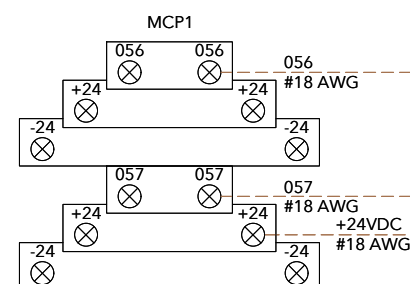 MCP1
056 056 056
#18 AWG
+24 +24
-24 -24
057 057 057
#18 AWG
+24 +24 +24VDC
#18 AWG
-24 -24